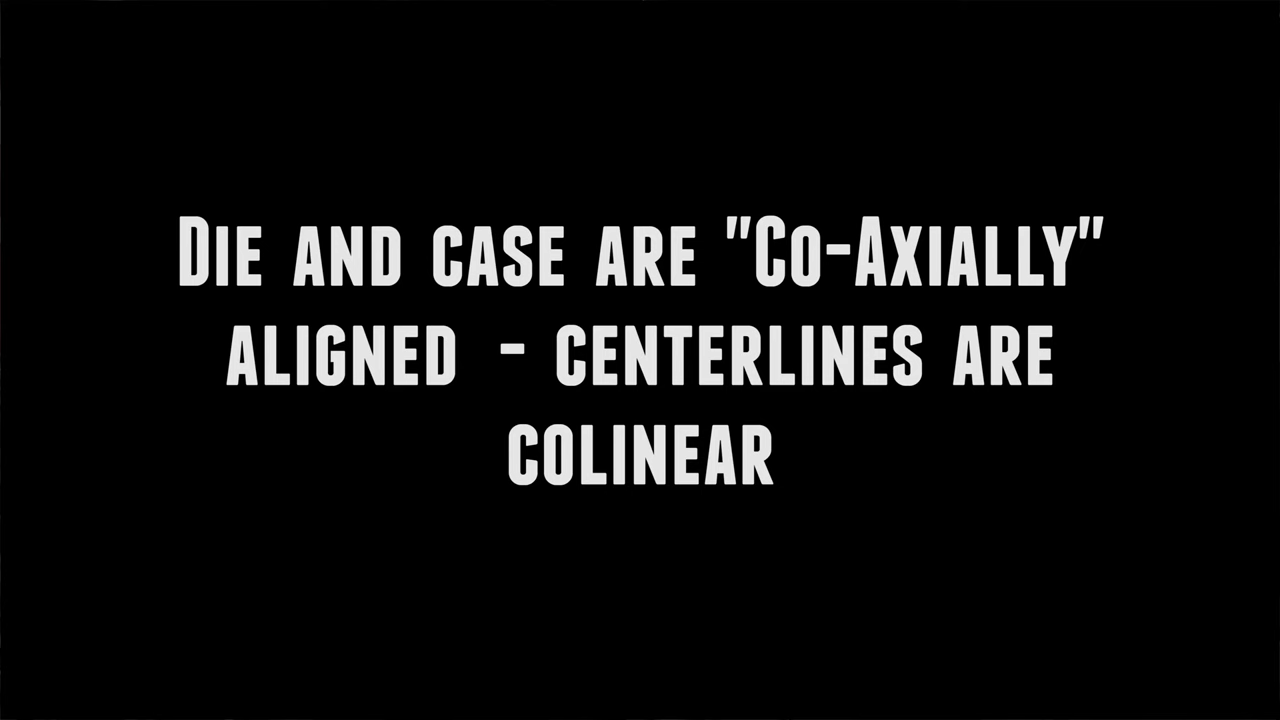 Die and case are "Co-Axially"
aligned - centerlines are
colinear